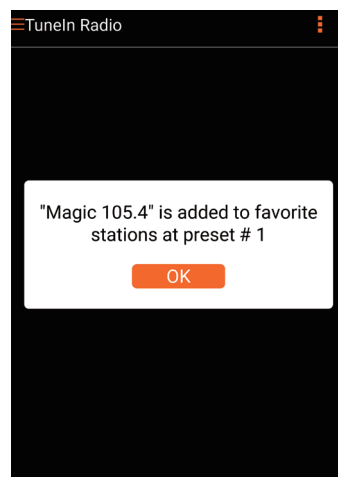 TuneIn Radio
"Magic 105.4" is added to favorite
stations at preset # 1
OK